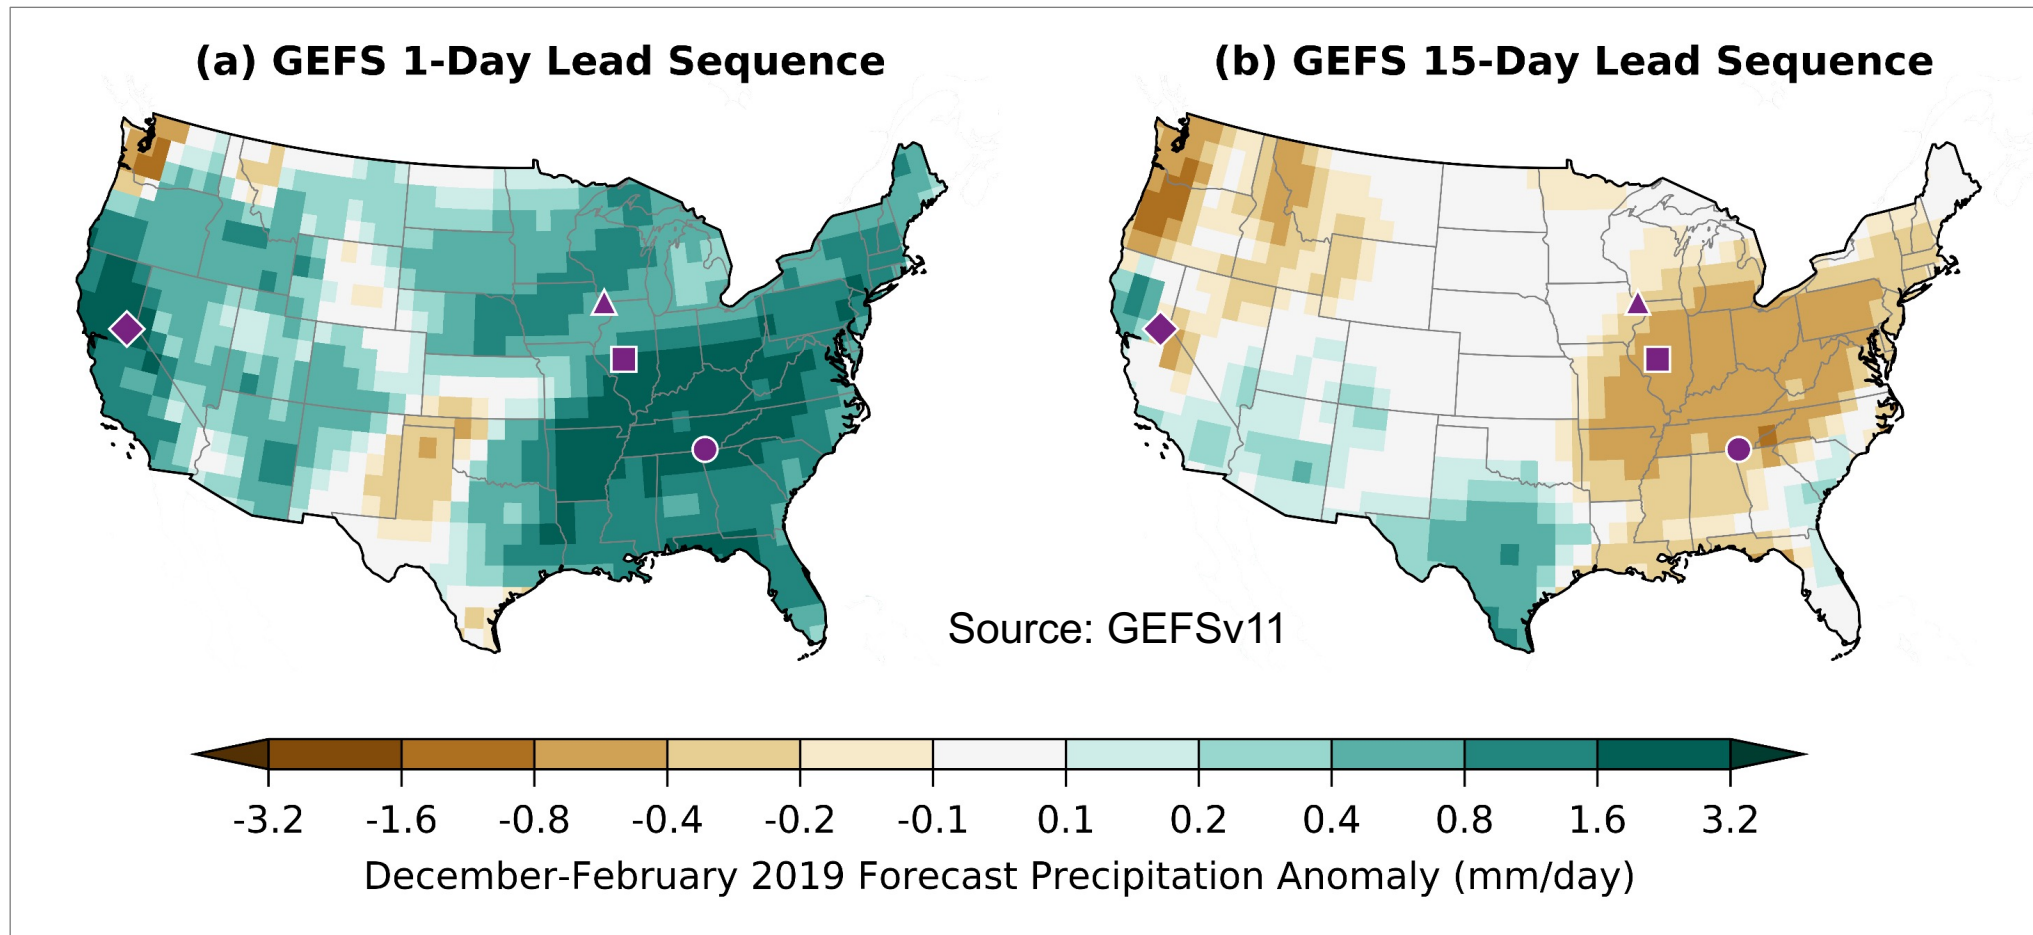 (a) GEFS 1-Day Lead Sequence
(b) GEFS 15-Day Lead Sequence
Source: GEFSv11
-3.2 -1.6 -0.8 -0.4 -0.2 -0.1 0.1 0.2 0.4 0.8 1.6 3.2
December-February 2019 Forecast Precipitation Anomaly (mm/day)